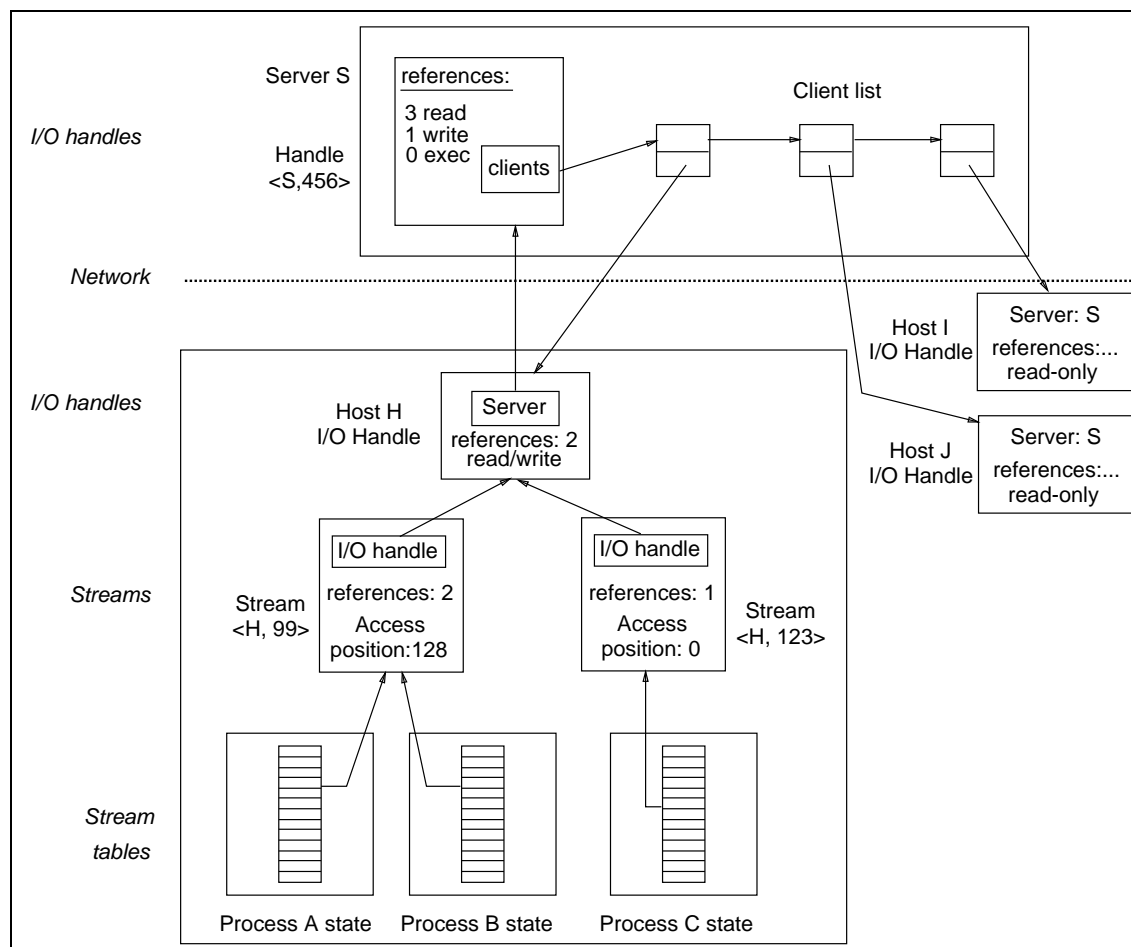 Server S
references:
3 read
1 write
0 exec
clients
Client list
I/O handles
Handle
<S,456>
Network
Host I
I/O Handle
Server: S
references:...
read-only
I/O handles
Host H
I/O Handle
Server
references: 2
read/write
Host J
I/O Handle
Server: S
references:...
read-only
Streams
Stream
<H, 99>
I/O handle
references: 2
Access
position:128
I/O handle
references: 1
Access
position: 0
Stream
<H, 123>
Stream
tables
Process A state
Process B state
Process C state